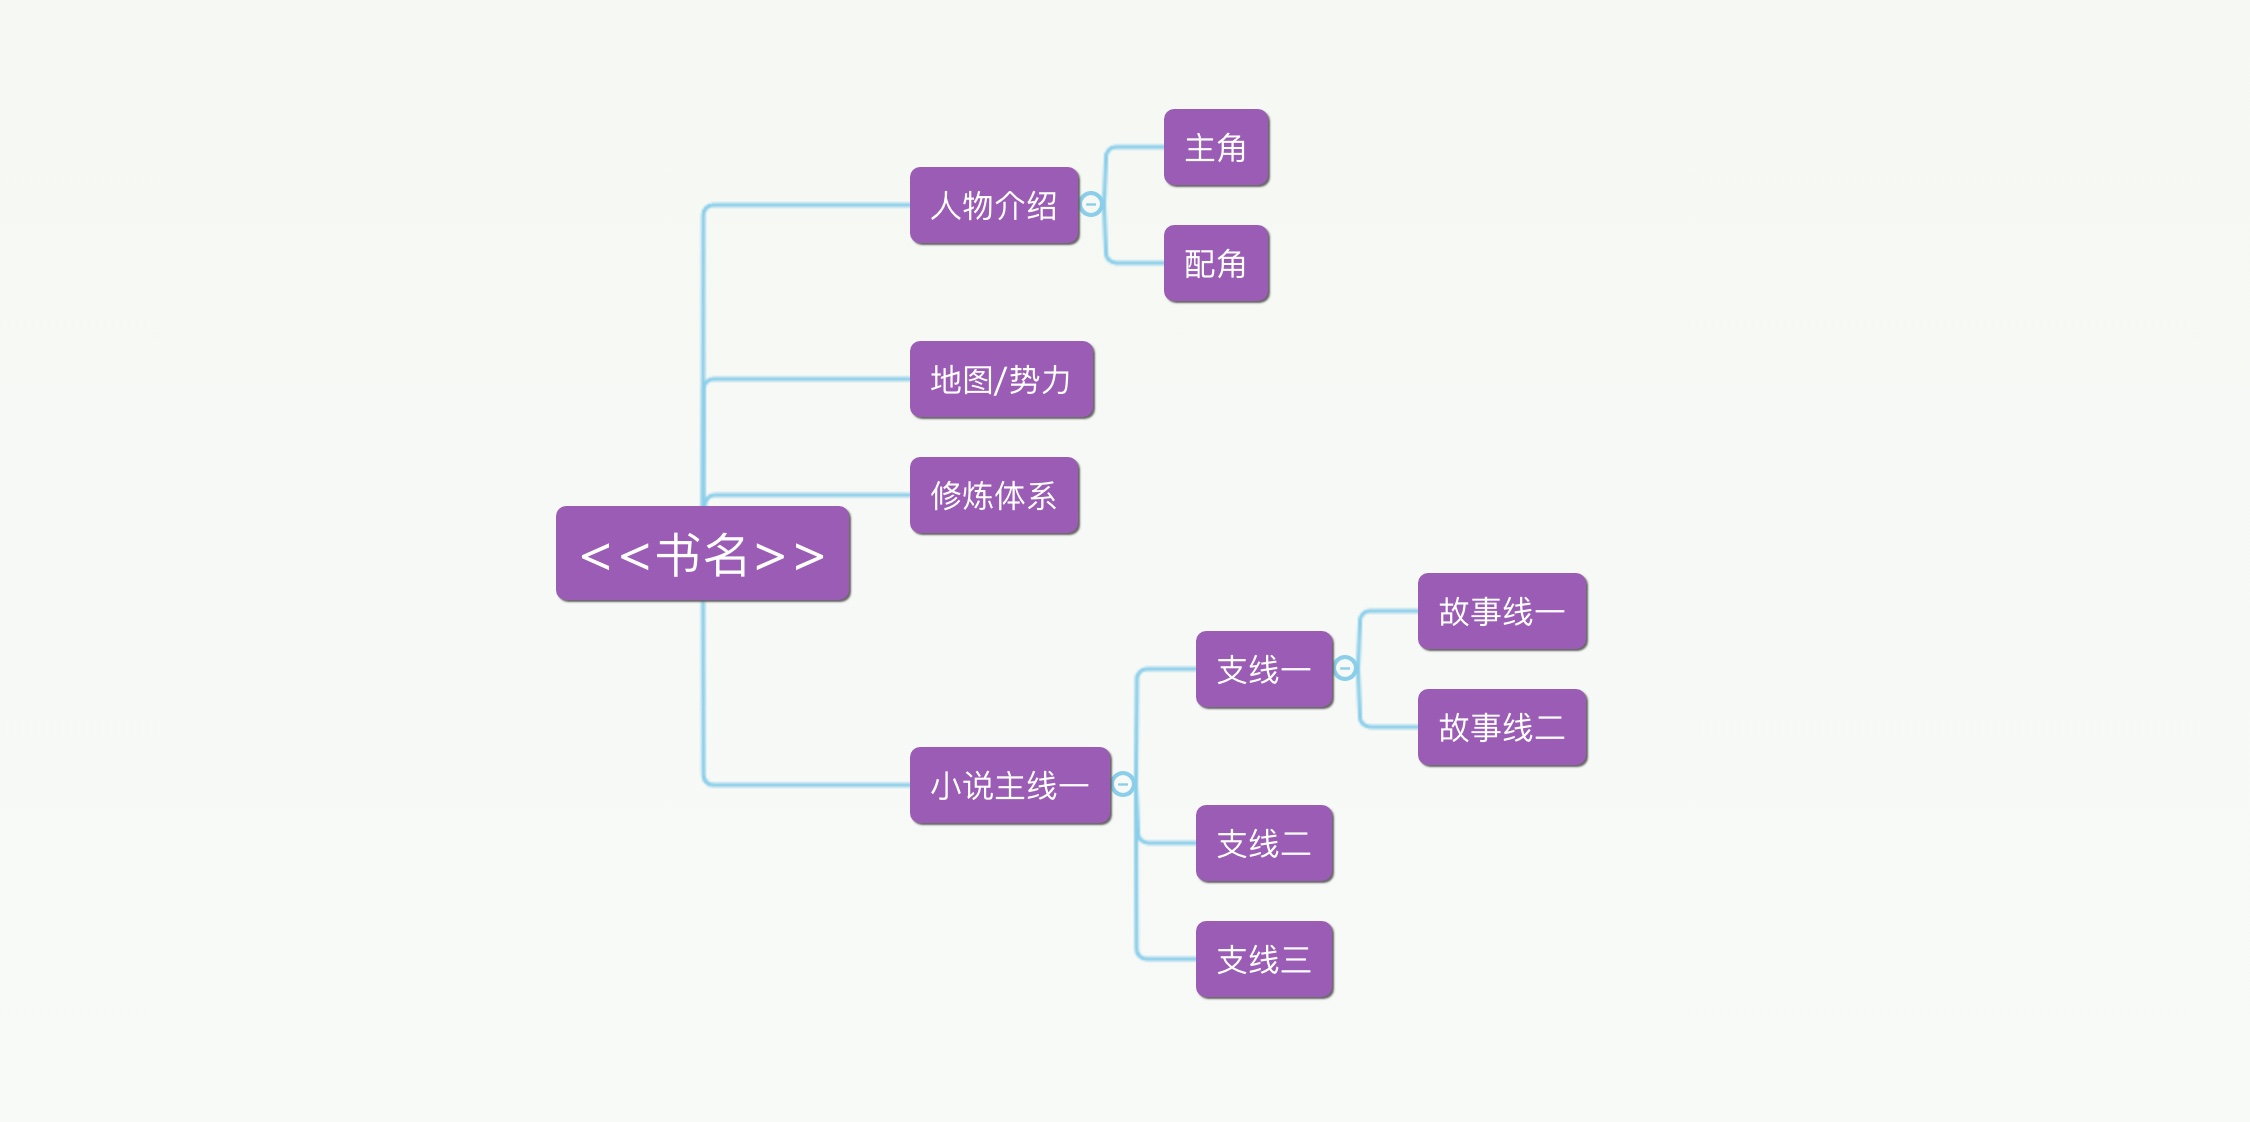 <<书名>>
人物介绍
主角
配角
地图/势力
修炼体系
小说主线一
支线一
故事线一
故事线二
支线二
支线三